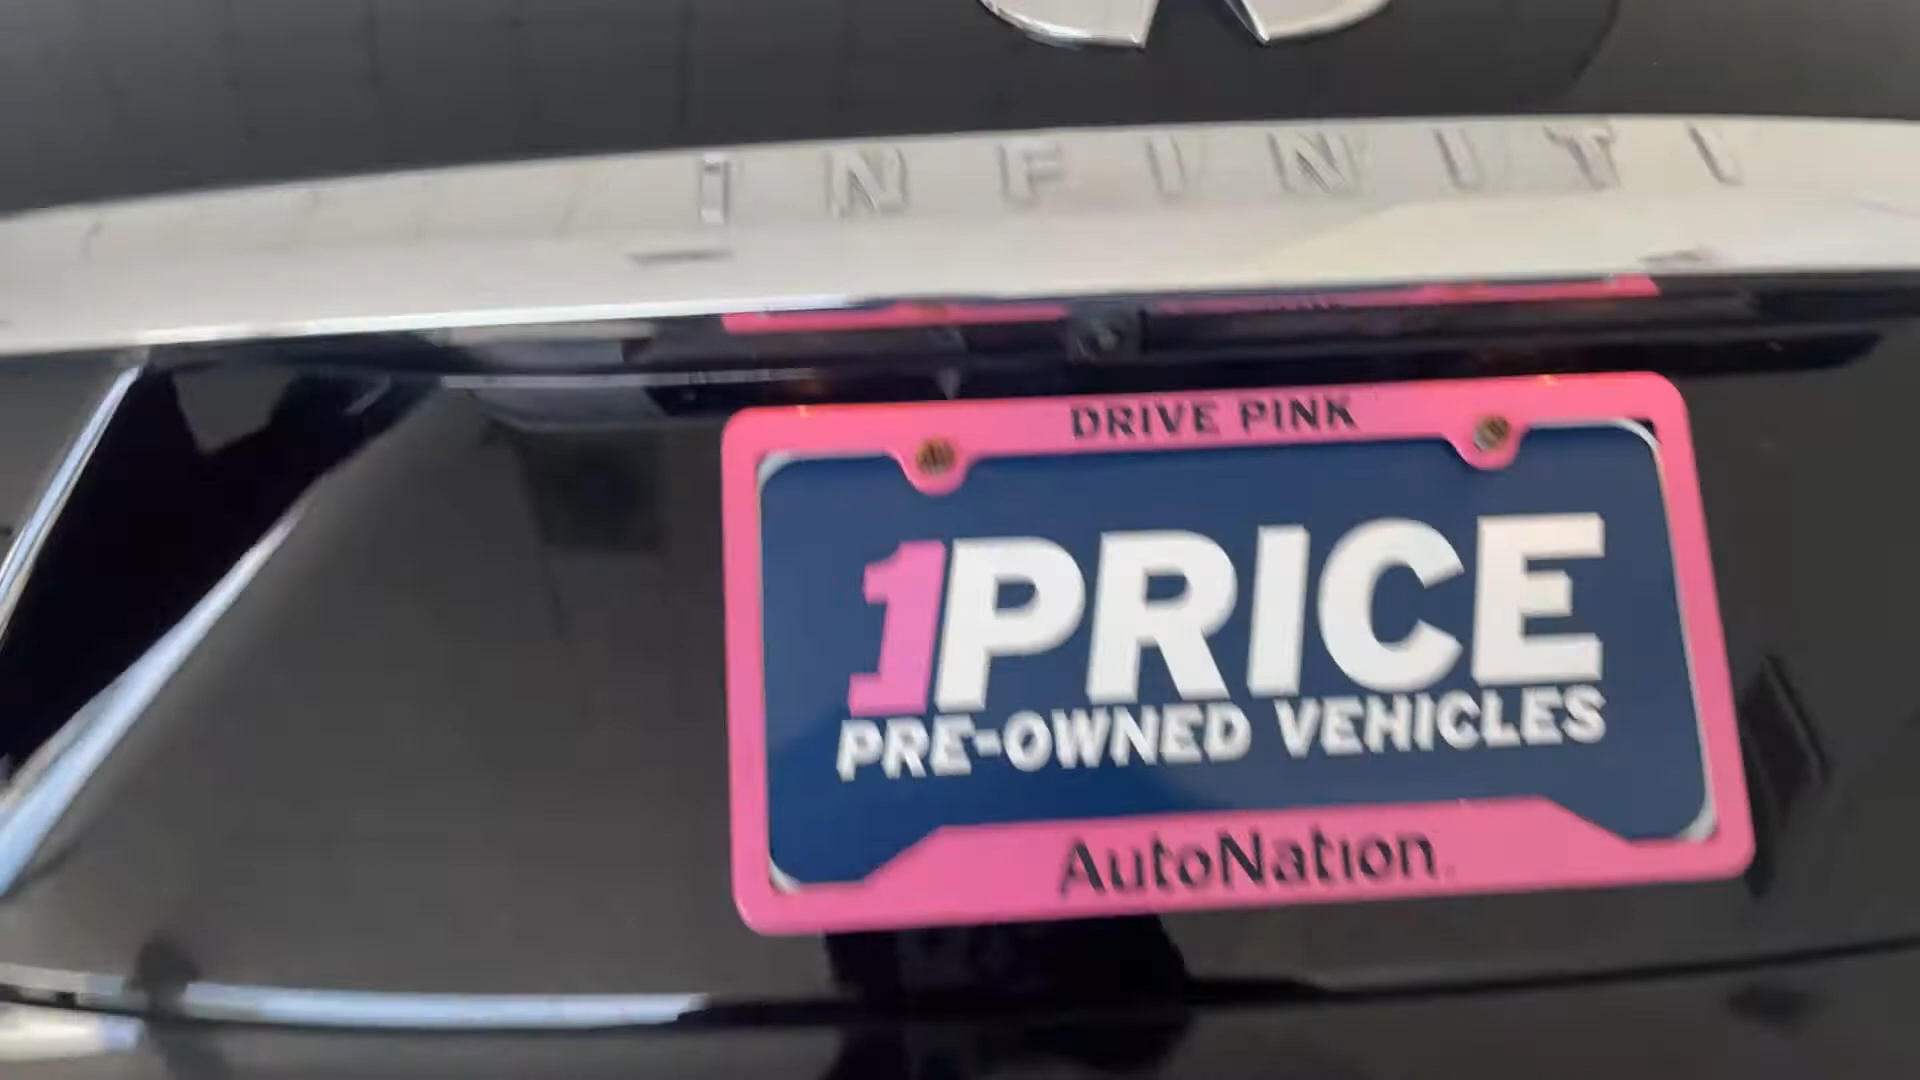 INFINITI
DRIVE PINK
1PRICE
PRE-OWNED VEHICLES
AutoNation